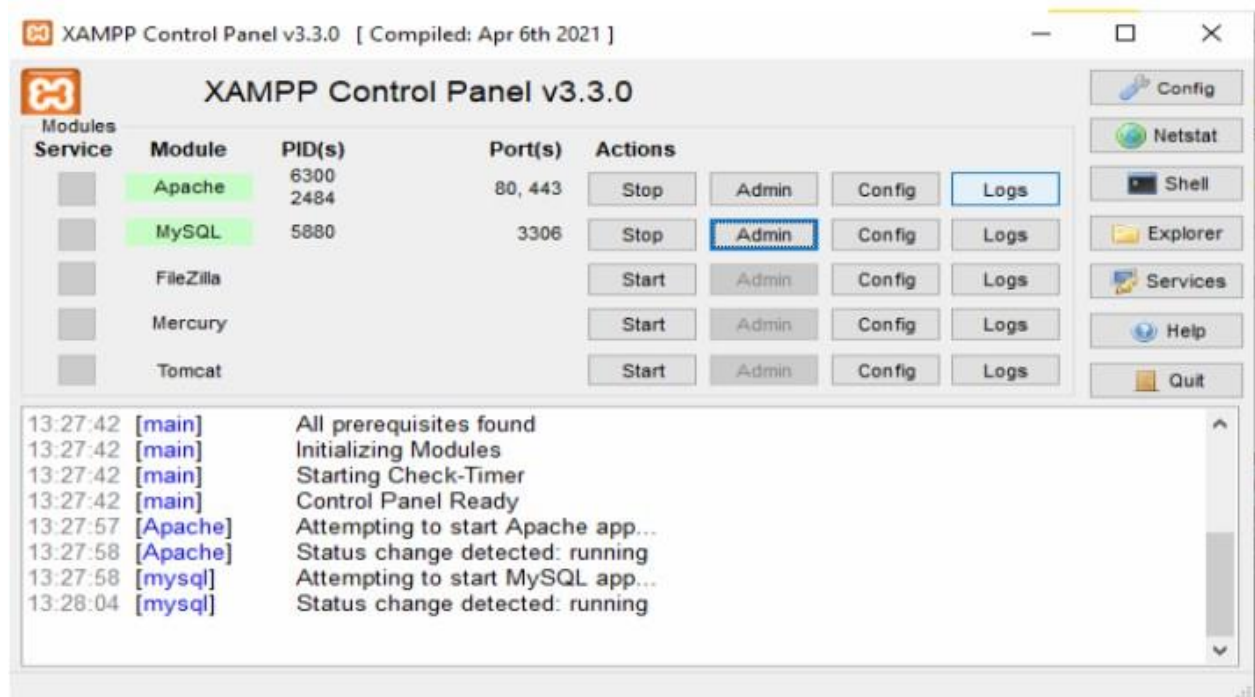 XAMPP Control Panel v3.3.0 [ Compiled: Apr 6th 2021 ]
XAMPP Control Panel v3.3.0
Config
Modules
Service Module PID(s) Port(s) Actions
Netstat
Apache 6300 2484 80, 443 Stop Admin Config Logs
Shell
MySQL 5880 3306 Stop Admin Config Logs
Explorer
FileZilla Start Admin Config Logs
Services
Mercury Start Admin Config Logs
Help
Tomcat Start Admin Config Logs
Quit
13:27:42 [main] All prerequisites found
13:27:42 [main] Initializing Modules
13:27:42 [main] Starting Check-Timer
13:27:42 [main] Control Panel Ready
13:27:57 [Apache] Attempting to start Apache app...
13:27:58 [Apache] Status change detected: running
13:27:58 [mysql] Attempting to start MySQL app...
13:28:04 [mysql] Status change detected: running